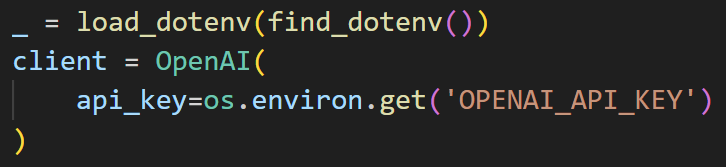 _ = load_dotenv(find_dotenv())
client = OpenAI(
    api_key=os.environ.get('OPENAI_API_KEY')
)